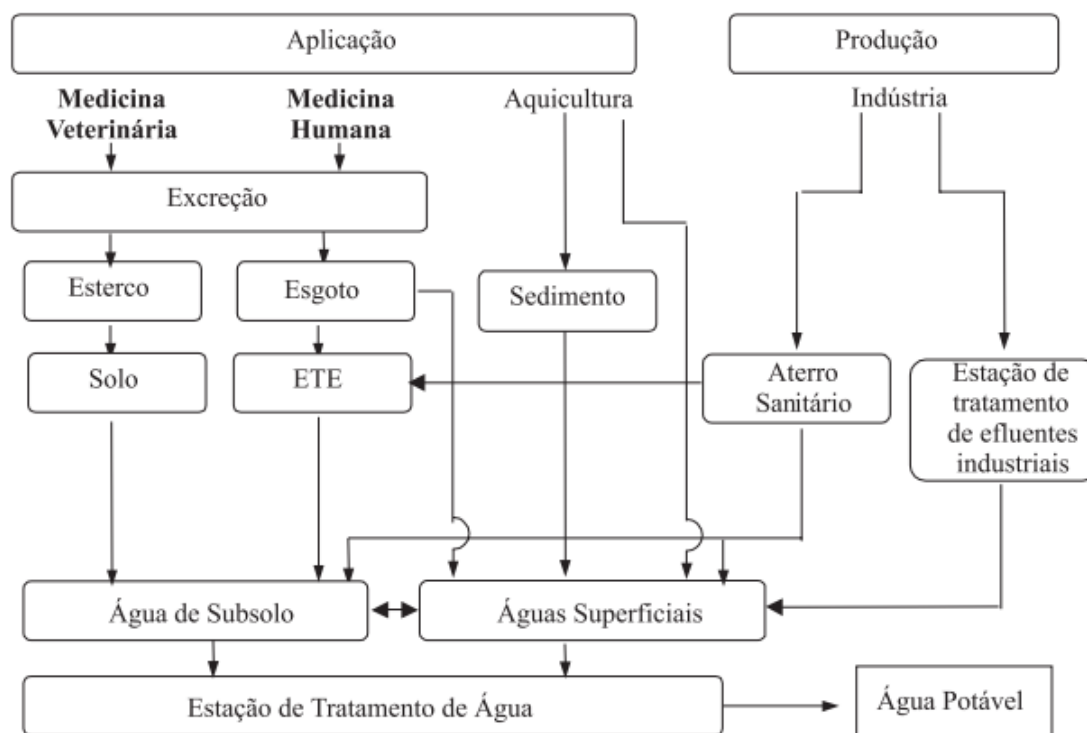 Aplicação
Produção
Medicina
Veterinária
Medicina
Humana
Aquicultura
Indústria
Excreção
Esterco
Esgoto
Sedimento
Solo
ETE
Aterro
Sanitário
Estação de
tratamento
de efluentes
industriais
Água de Subsolo
Águas Superficiais
Estação de Tratamento de Água
Água Potável